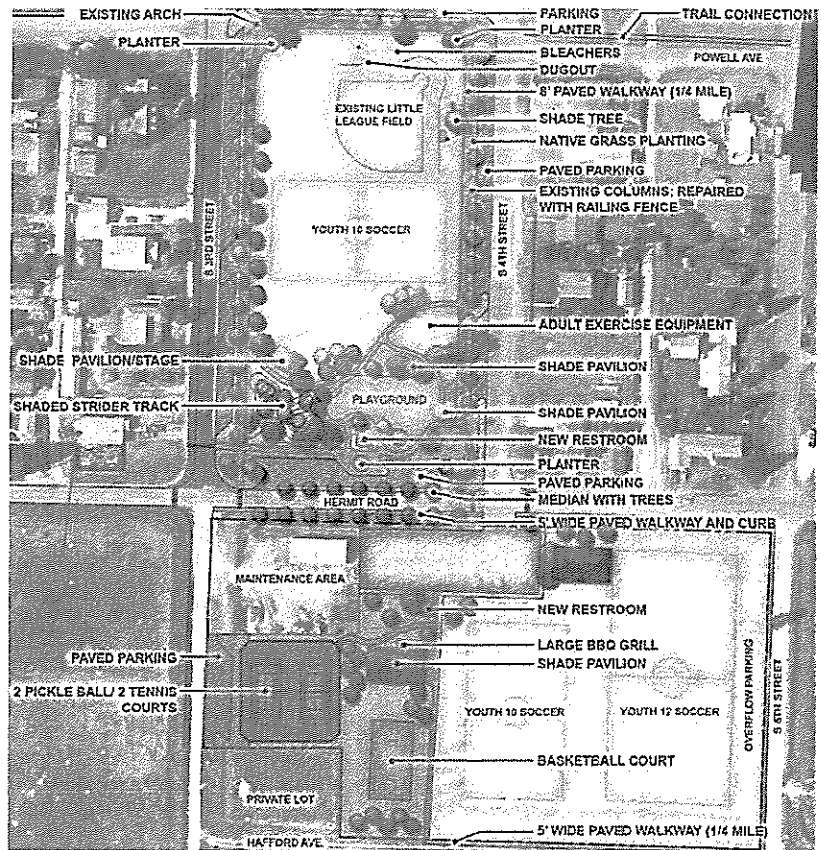 EXISTING ARCH
PLANTER
PARKING
PLANTER
TRAIL CONNECTION
BLEACHERS
DUGOUT
POWELL AVE
8' PAVED WALKWAY (1/4 MILE)
EXISTING LITTLE
LEAGUE FIELD
SHADE TREE
NATIVE GRASS PLANTING
PAVED PARKING
EXISTING COLUMNS; REPAIRED
WITH RAILING FENCE
S 3RD STREET
YOUTH 10 SOCCER
S 4TH STREET
ADULT EXERCISE EQUIPMENT
SHADE PAVILION/STAGE
SHADE PAVILION
SHADED STRIDER TRACK
PLAYGROUND
SHADE PAVILION
NEW RESTROOM
PLANTER
PAVED PARKING
MEDIAN WITH TREES
HERMIT ROAD
5' WIDE PAVED WALKWAY AND CURB
MAINTENANCE AREA
NEW RESTROOM
LARGE BBQ GRILL
PAVED PARKING
SHADE PAVILION
2 PICKLE BALL/ 2 TENNIS
COURTS
YOUTH 10 SOCCER
YOUTH 12 SOCCER
OVERFLOW PARKING
S 5TH STREET
BASKETBALL COURT
PRIVATE LOT
5' WIDE PAVED WALKWAY (1/4 MILE)
HAFFORD AVE